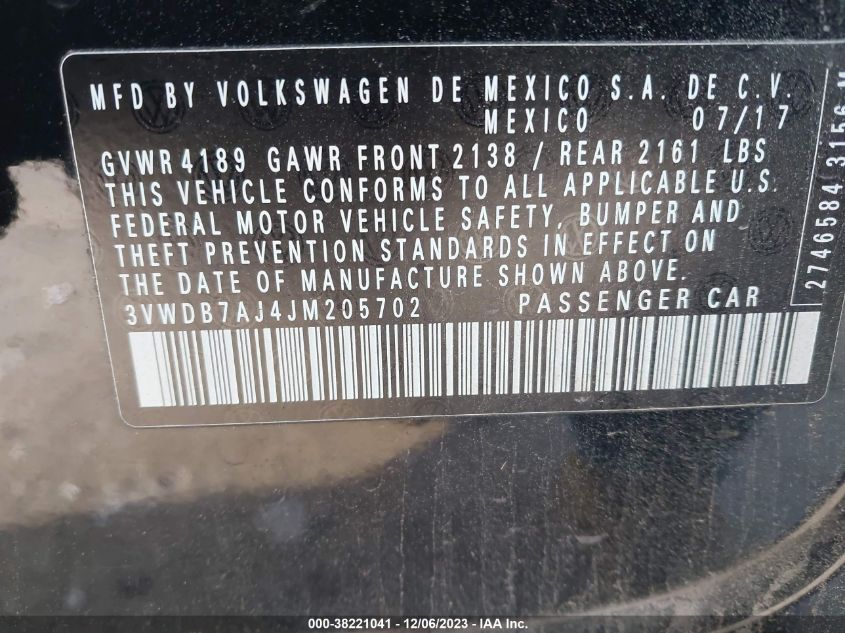 MFD BY VOLKSWAGEN DE MEXICO S.A. DE C.V.
MEXICO 07/17
GVWR 4189 GAWR FRONT 2138 / REAR 2161 LBS
THIS VEHICLE CONFORMS TO ALL APPLICABLE U.S.
FEDERAL MOTOR VEHICLE SAFETY, BUMPER AND
THEFT PREVENTION STANDARDS IN EFFECT ON
THE DATE OF MANUFACTURE SHOWN ABOVE.
3VWDB7AJ4JM205702 PASSENGER CAR
2746584 3156
000-38221041 - 12/06/2023 - IAA Inc.